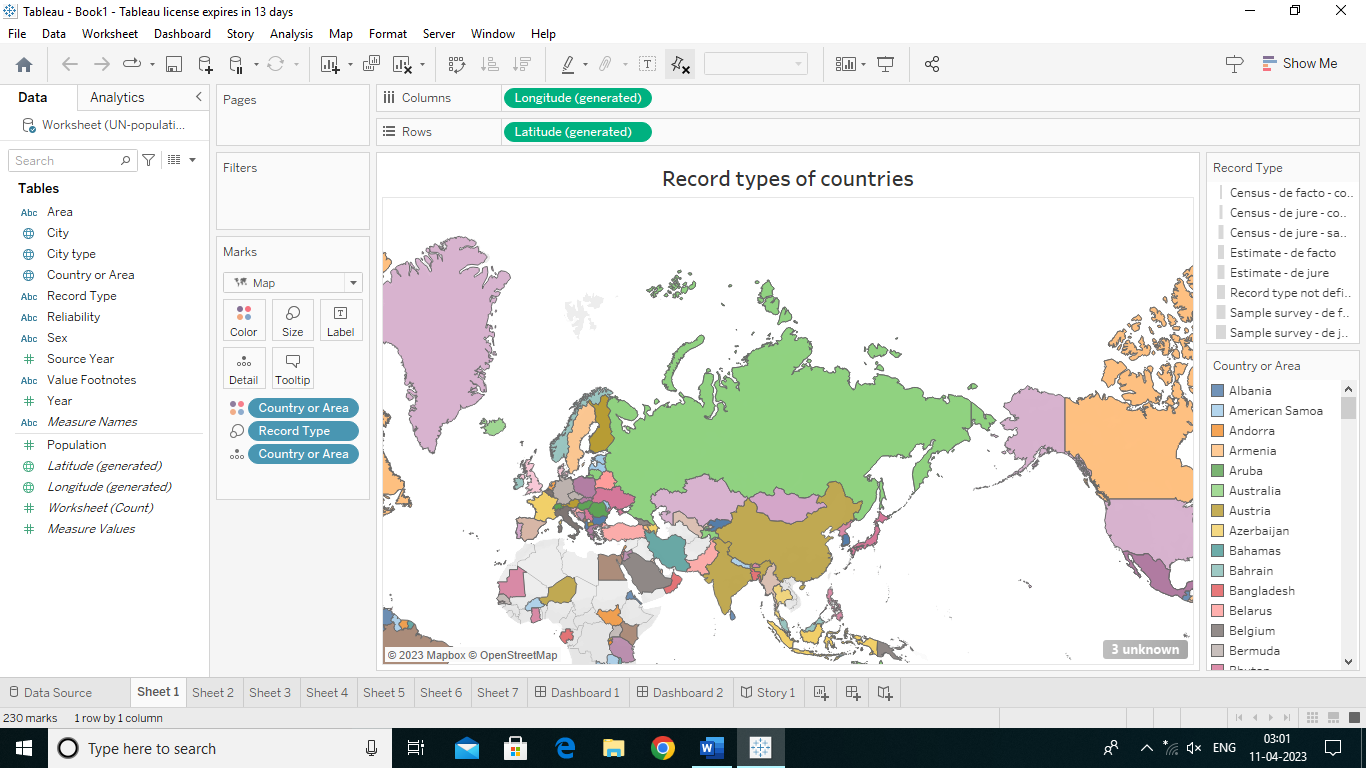 Tableau - Book1 - Tableau license expires in 13 days
File Data Worksheet Dashboard Story Analysis Map Format Server Window Help
Show Me
Data Analytics
Worksheet (UN-populati...
Search
Tables
Abc Area
City
City type
Country or Area
Abc Record Type
Abc Reliability
Abc Sex
Source Year
Abc Value Footnotes
Year
Abc Measure Names
Population
Latitude (generated)
Longitude (generated)
Worksheet (Count)
Measure Values
Pages
Filters
Marks
Map
Color Size Label
Detail Tooltip
Country or Area
Record Type
Country or Area
Columns Longitude (generated)
Rows Latitude (generated)
Record types of countries
© 2023 Mapbox © OpenStreetMap
3 unknown
Record Type
Census - de facto - co..
Census - de jure - co...
Census - de jure - sa..
Estimate - de facto
Estimate - de jure
Record type not defi..
Sample survey - de f..
Sample survey - de j..
Country or Area
Albania
American Samoa
Andorra
Armenia
Aruba
Australia
Austria
Azerbaijan
Bahamas
Bahrain
Bangladesh
Belarus
Belgium
Bermuda
Bhutan
Data Source Sheet 1 Sheet 2 Sheet 3 Sheet 4 Sheet 5 Sheet 6 Sheet 7 Dashboard 1 Dashboard 2 Story 1
230 marks 1 row by 1 column
Type here to search
ENG
03:01
11-04-2023